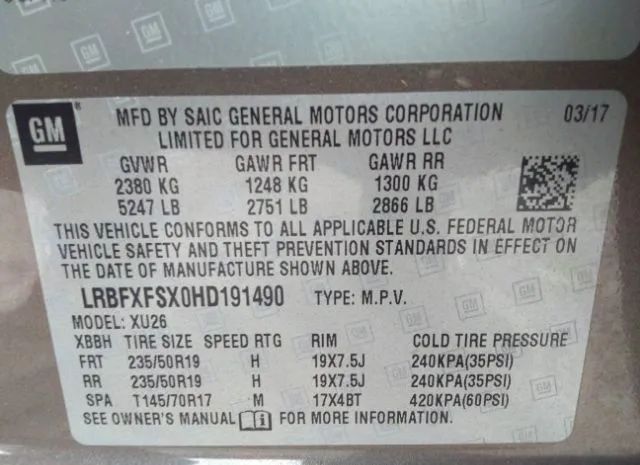 GM
GM ® MFD BY SAIC GENERAL MOTORS CORPORATION 03/17
LIMITED FOR GENERAL MOTORS LLC
GVWR GAWR FRT GAWR RR
2380 KG 1248 KG 1300 KG
5247 LB 2751 LB 2866 LB
THIS VEHICLE CONFORMS TO ALL APPLICABLE U.S. FEDERAL MOTOR
VEHICLE SAFETY AND THEFT PREVENTION STANDARDS IN EFFECT ON
THE DATE OF MANUFACTURE SHOWN ABOVE.
LRBFXFSX0HD191490 TYPE: M.P.V.
MODEL: XU26
XBBH TIRE SIZE SPEED RTG RIM COLD TIRE PRESSURE
FRT 235/50R19 H 19X7.5J 240KPA(35PSI)
RR 235/50R19 H 19X7.5J 240KPA(35PSI)
SPA T145/70R17 M 17X4BT 420KPA(60PSI)
SEE OWNER'S MANUAL FOR MORE INFORMATION.